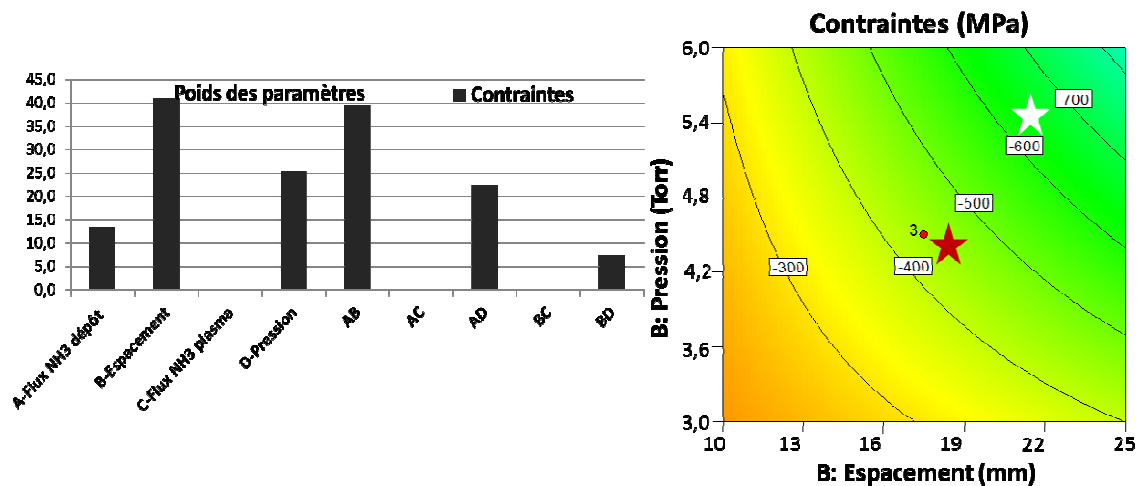 Poids des paramètres
Contraintes
45,0
40,0
35,0
30,0
25,0
20,0
15,0
10,0
5,0
0,0
A-Flux NH3 dépôt
B-Espacement
C-Flux NH3 plasma
D-Pression
AB
AC
AD
BC
BD
Contraintes (MPa)
B: Pression (Torr)
6,0
5,4
4,8
4,2
3,6
3,0
700
-600
-500
3
-400
-300
10
13
16
19
22
25
B: Espacement (mm)